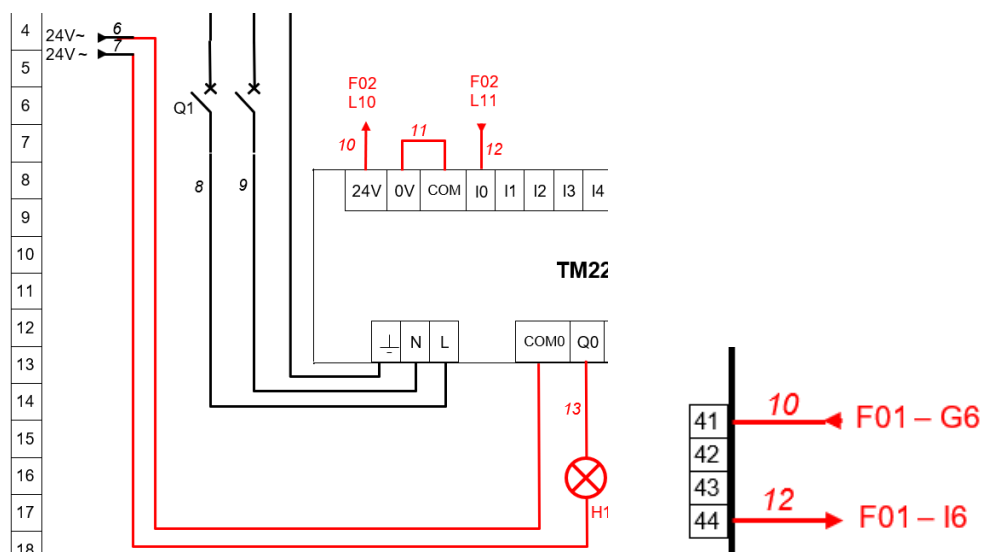 4
24V~ 6
24V~ 7
5
6
Q1
F02
L10
F02
L11
7
10
11
12
8
8
9
24V 0V COM I0 I1 I2 I3 I4
9
10
TM22
11
12
N L
COM0 Q0
13
14
13
15
16
17
H1
18
41
10
F01 – G6
42
43
44
12
F01 – I6